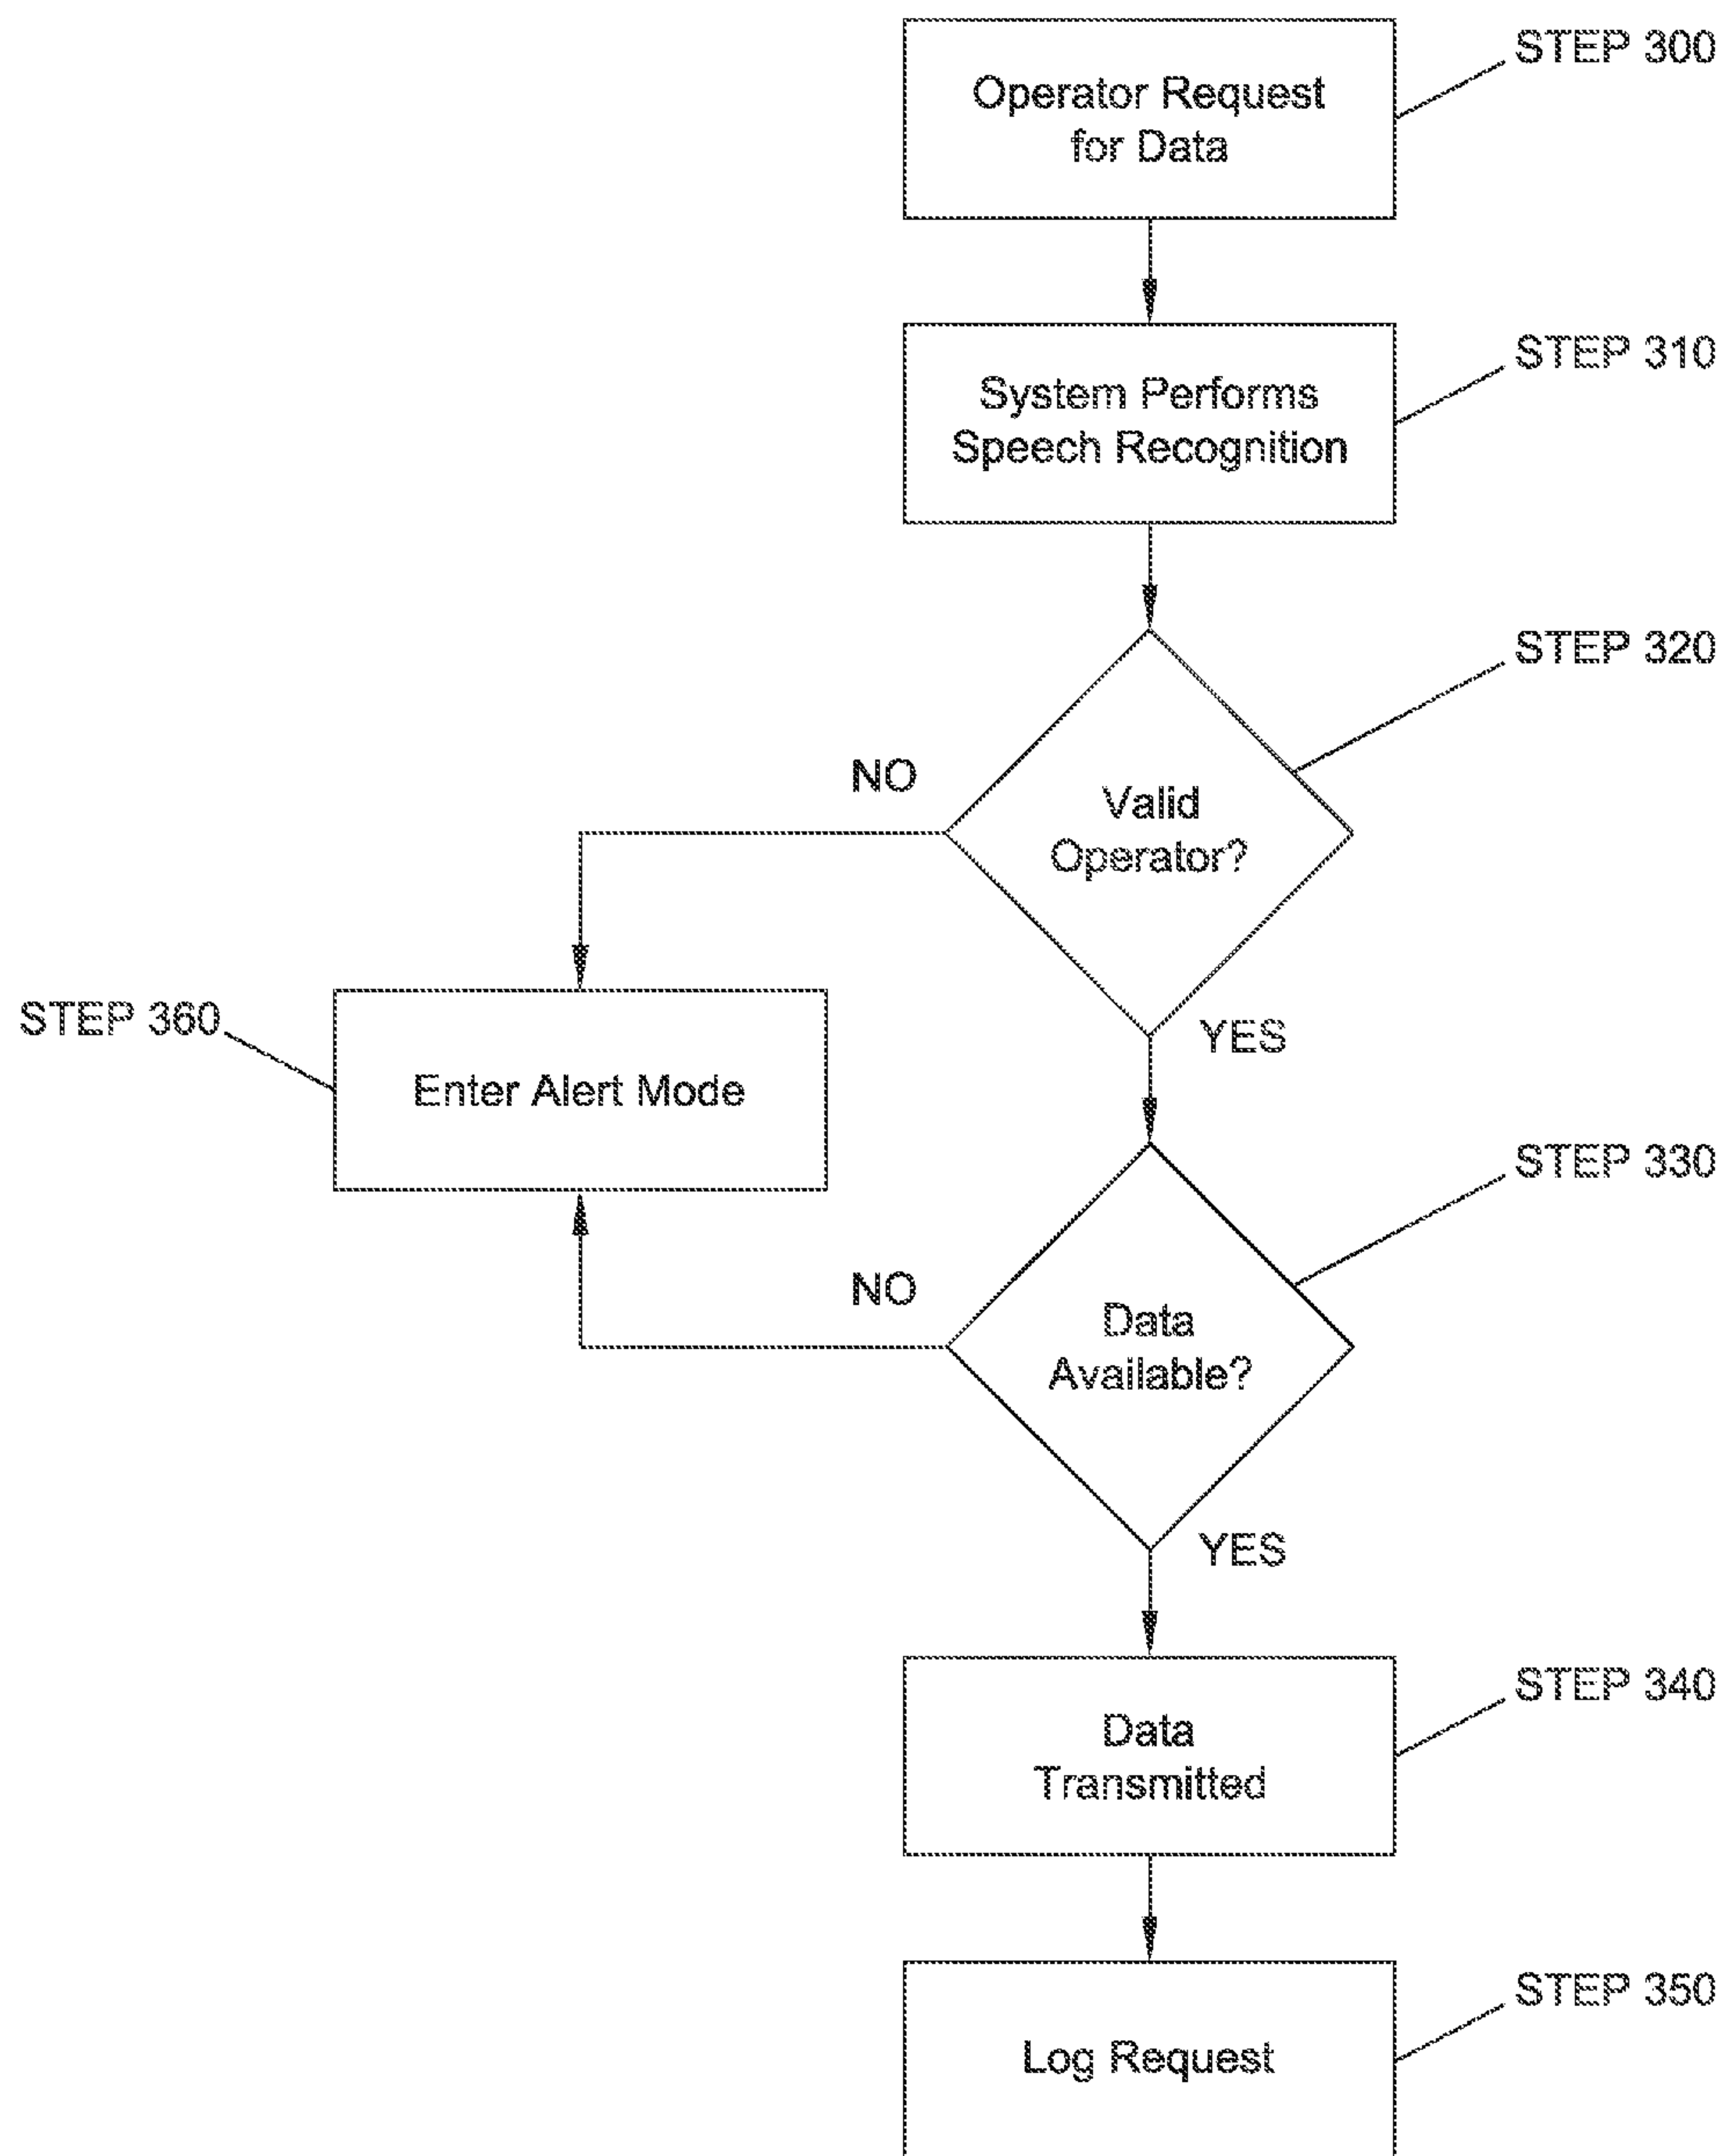 STEP 300
Operator Request
for Data
STEP 310
System Performs
Speech Recognition
STEP 320
NO
Valid
Operator?
YES
STEP 360
Enter Alert Mode
STEP 330
NO
Data
Available?
YES
STEP 340
Data
Transmitted
STEP 350
Log Request